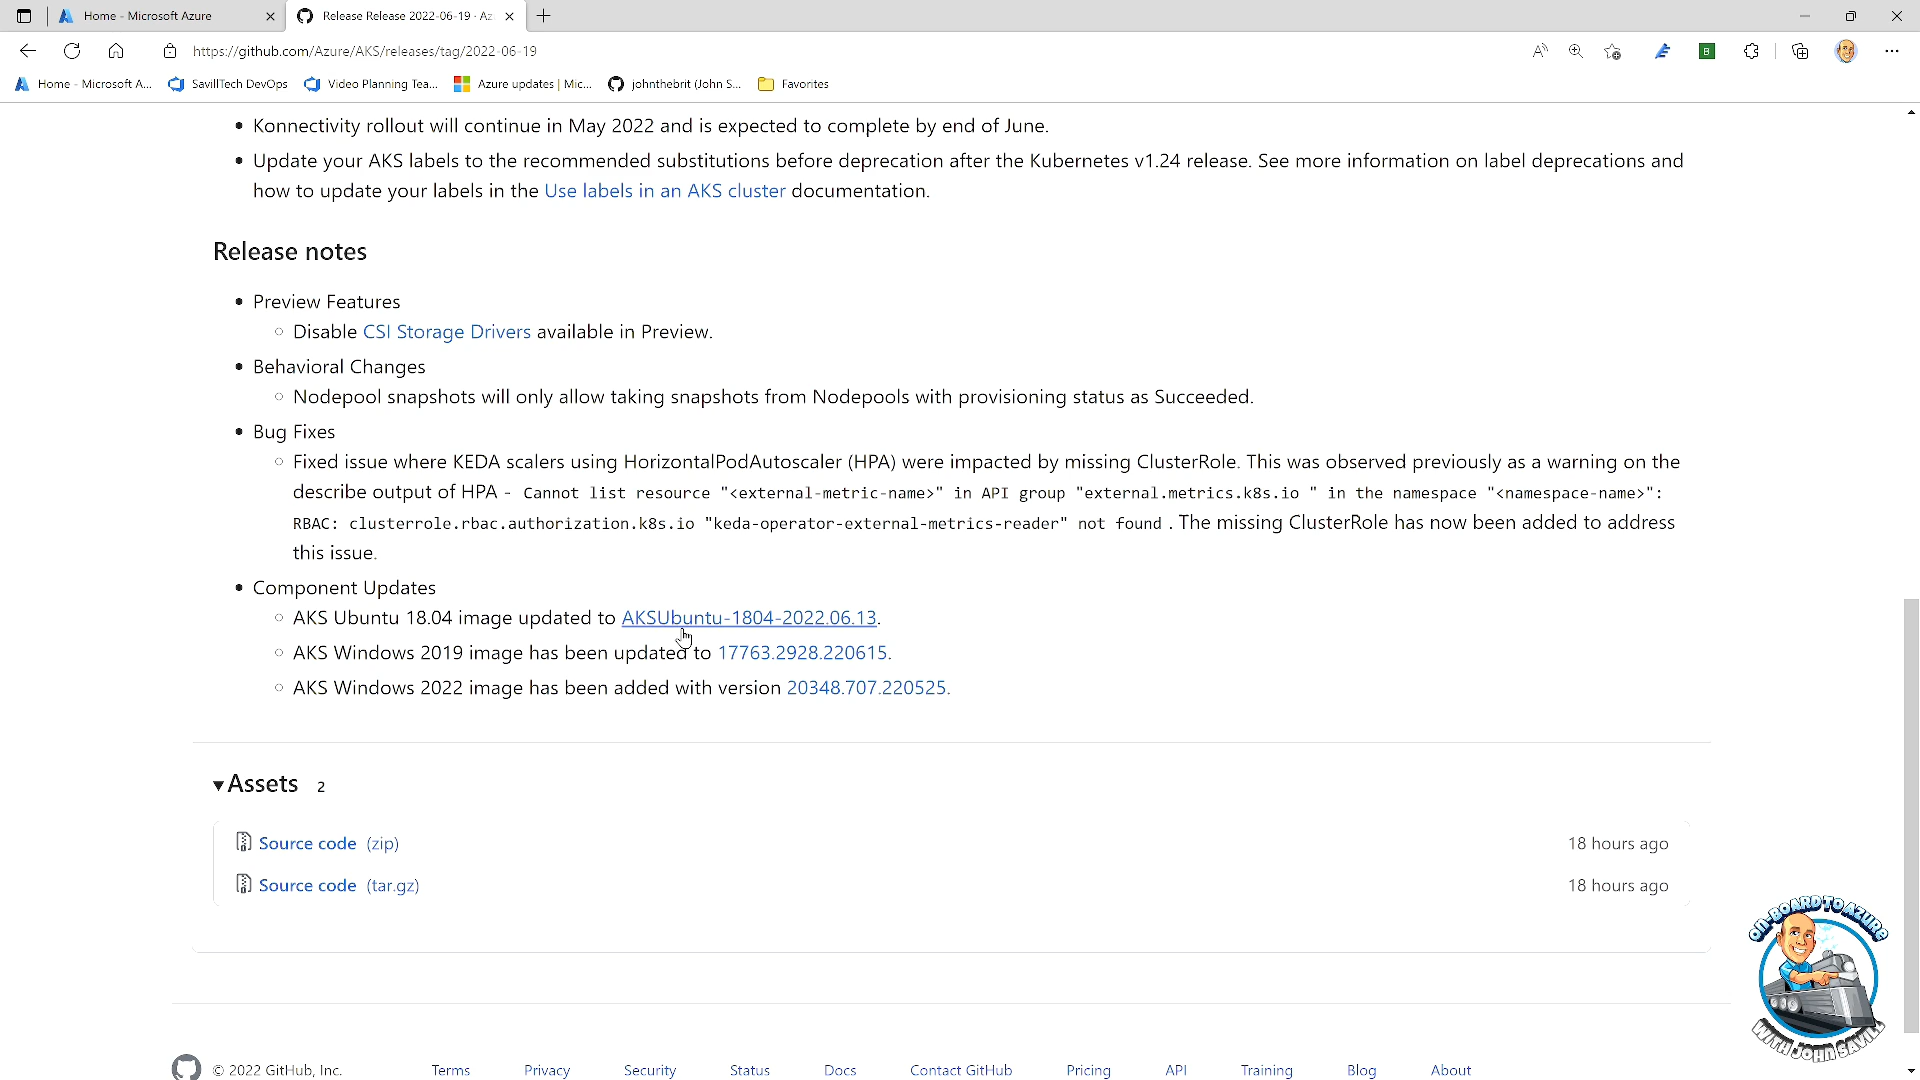 Home - Microsoft Azure
Release Release 2022-06-19 · Az
https://github.com/Azure/AKS/releases/tag/2022-06-19
Home - Microsoft A...
SavillTech DevOps
Video Planning Tea...
Azure updates | Mic...
johnthebrit (John S...
Favorites
Konnectivity rollout will continue in May 2022 and is expected to complete by end of June.
Update your AKS labels to the recommended substitutions before deprecation after the Kubernetes v1.24 release. See more information on label deprecations and
how to update your labels in the Use labels in an AKS cluster documentation.
Release notes
Preview Features
Disable CSI Storage Drivers available in Preview.
Behavioral Changes
Nodepool snapshots will only allow taking snapshots from Nodepools with provisioning status as Succeeded.
Bug Fixes
Fixed issue where KEDA scalers using HorizontalPodAutoscaler (HPA) were impacted by missing ClusterRole. This was observed previously as a warning on the
describe output of HPA - Cannot list resource "<external-metric-name>" in API group "external.metrics.k8s.io " in the namespace "<namespace-name>":
RBAC: clusterrole.rbac.authorization.k8s.io "keda-operator-external-metrics-reader" not found . The missing ClusterRole has now been added to address
this issue.
Component Updates
AKS Ubuntu 18.04 image updated to AKSUbuntu-1804-2022.06.13.
AKS Windows 2019 image has been updated to 17763.2928.220615.
AKS Windows 2022 image has been added with version 20348.707.220525.
Assets 2
Source code (zip) 18 hours ago
Source code (tar.gz) 18 hours ago
ON-BOARD TO AZURE
WITH JOHN SAVILL
© 2022 GitHub, Inc. Terms Privacy Security Status Docs Contact GitHub Pricing API Training Blog About